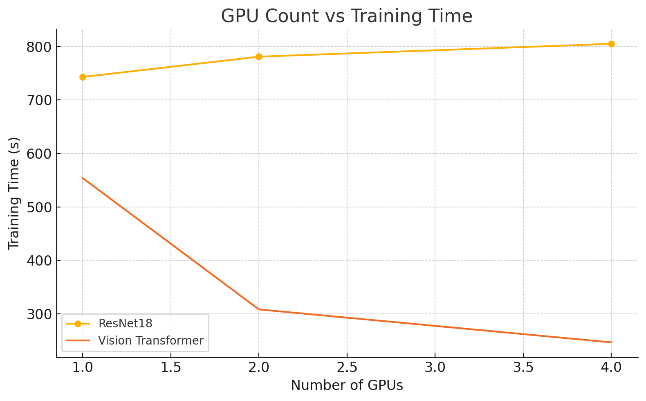 GPU Count vs Training Time
800
700
600
500
400
300
Training Time (s)
ResNet18
Vision Transformer
1.0 1.5 2.0 2.5 3.0 3.5 4.0
Number of GPUs